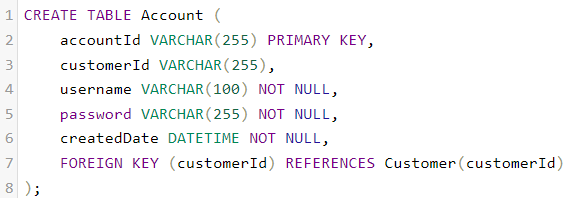 1 CREATE TABLE Account (
2 accountId VARCHAR(255) PRIMARY KEY,
3 customerId VARCHAR(255),
4 username VARCHAR(100) NOT NULL,
5 password VARCHAR(255) NOT NULL,
6 createdDate DATETIME NOT NULL,
7 FOREIGN KEY (customerId) REFERENCES Customer(customerId)
8 );